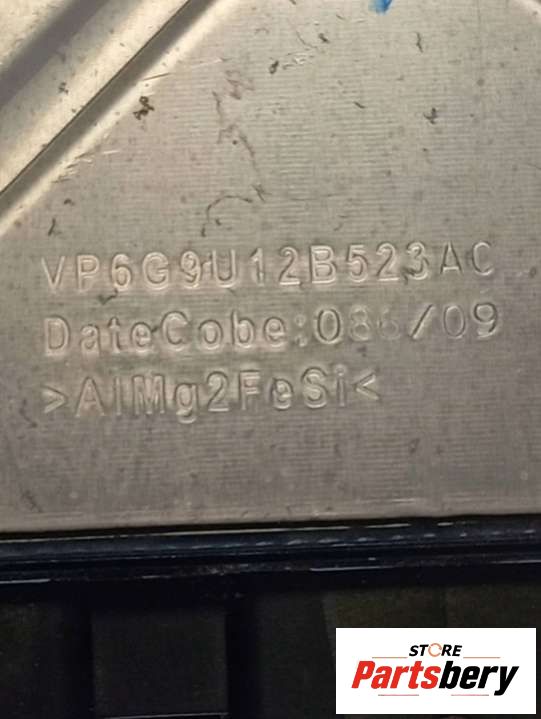 VP6G9U12B523AC
DateCobe:086/09
>AlMg2FeSi<
STORE
Partsbery